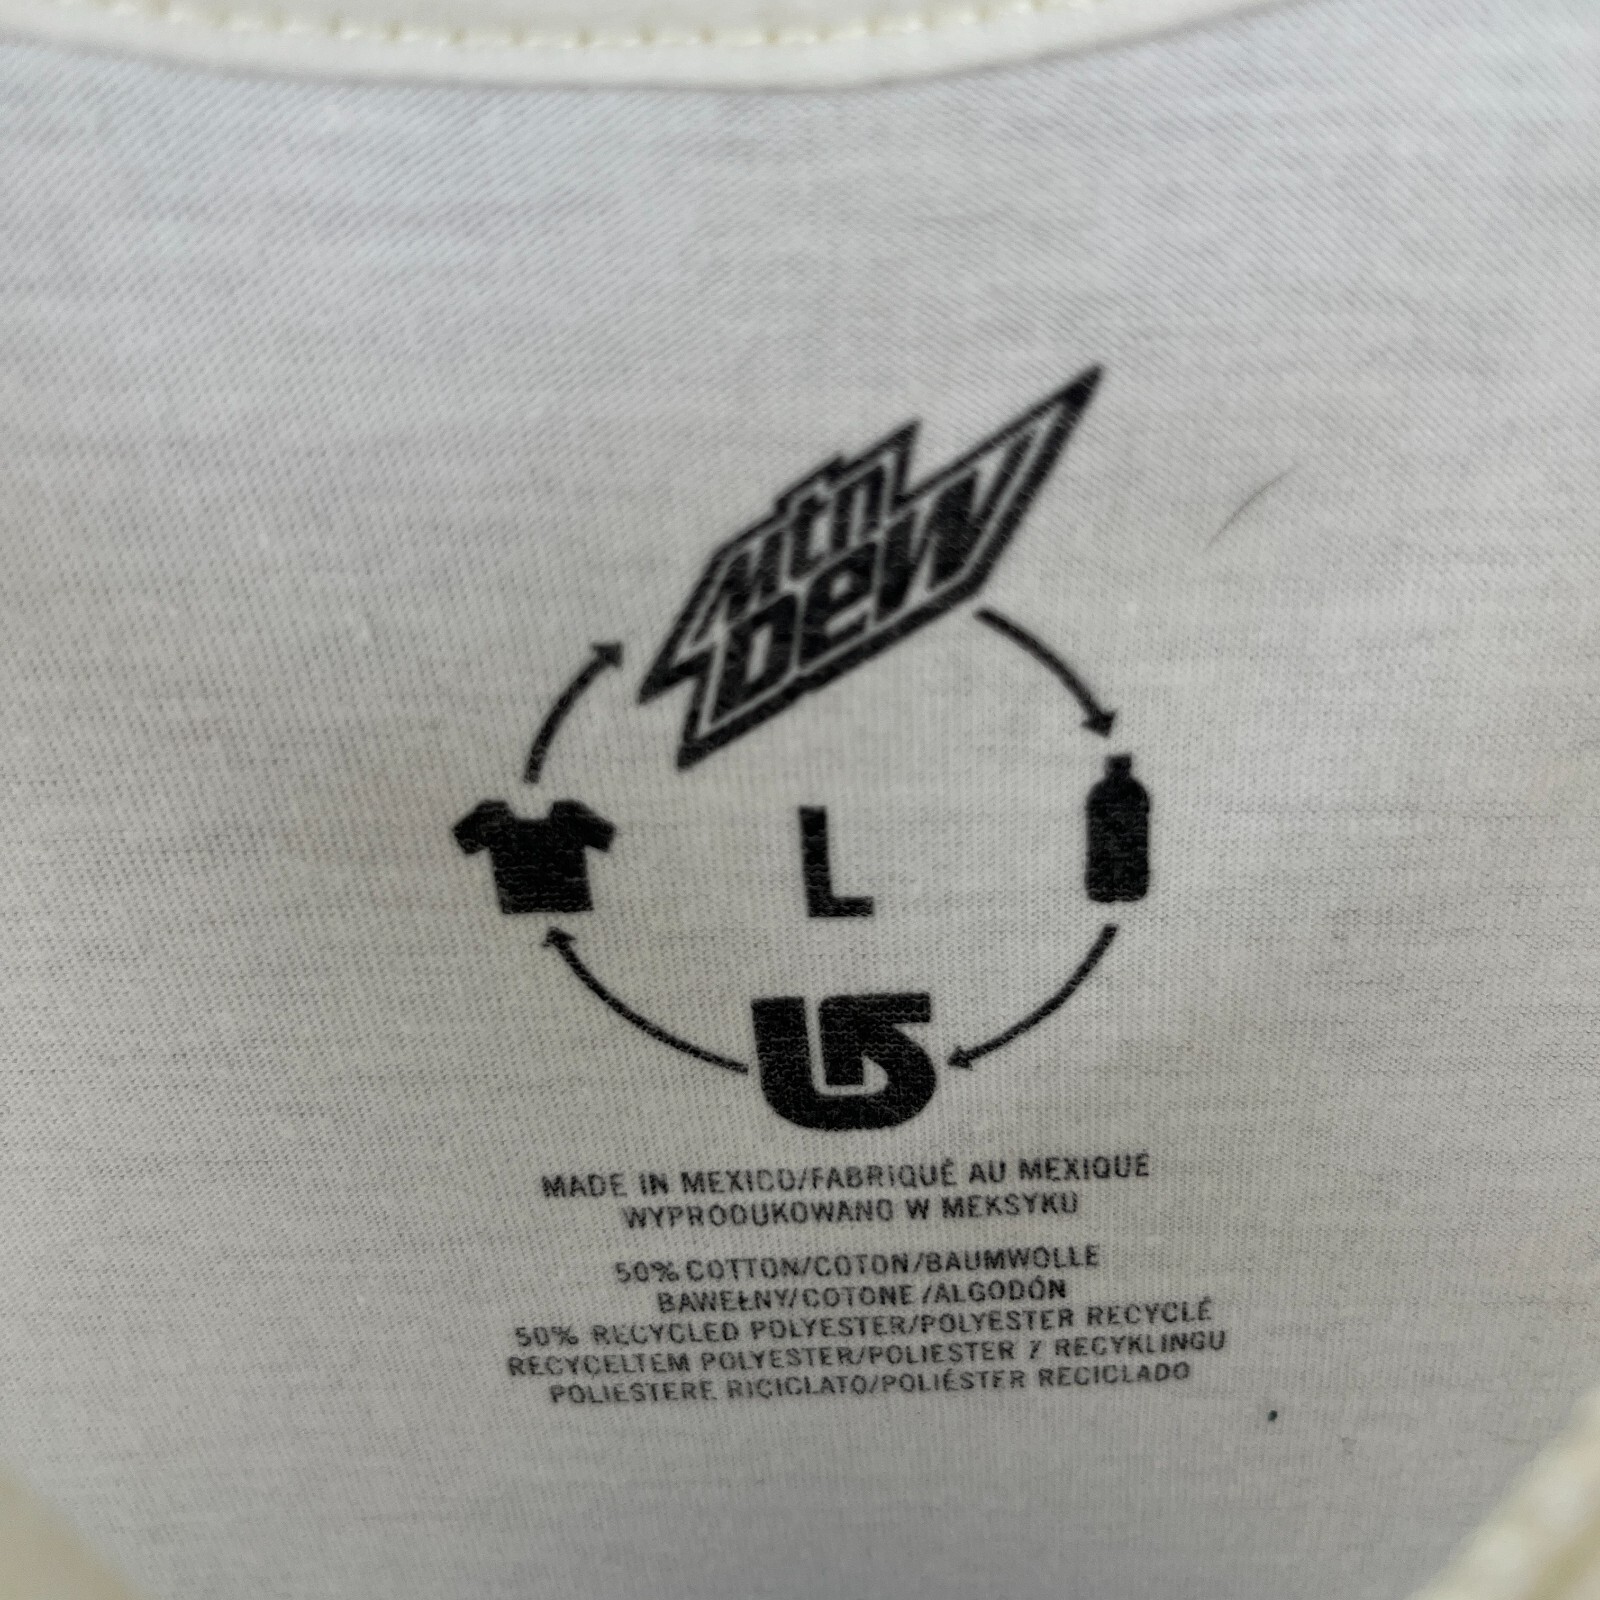 Mtn
Dew
L
MADE IN MEXICO/FABRIQUÉ AU MEXIQUE
WYPRODUKOWANO W MEKSYKU
50% COTTON/COTON/BAUMWOLLE
BAWEŁNY/COTONE/ALGODÓN
50% RECYCLED POLYESTER/POLYESTER RECYCLÉ
RECYCELTEM POLYESTER/POLIESTER Z RECYKLINGU
POLIESTERE RICICLATO/POLIÉSTER RECICLADO